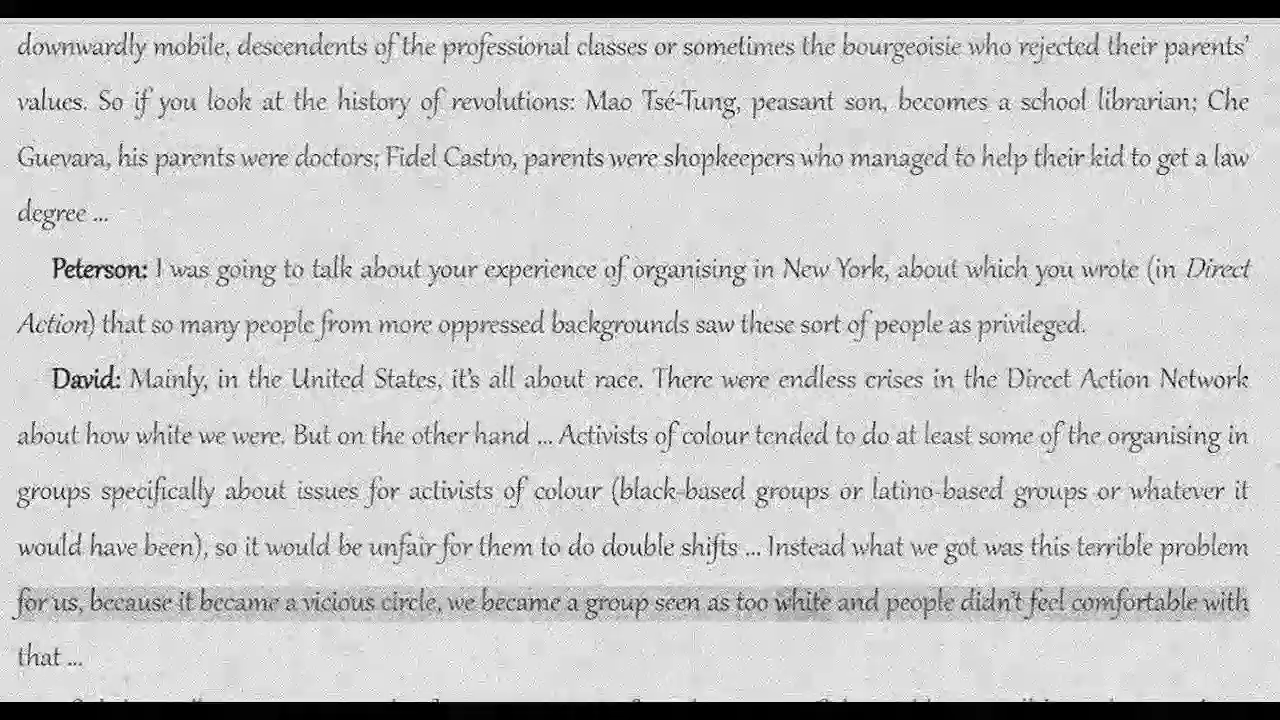 downwardly mobile, descendents of the professional classes or sometimes the bourgeoisie who rejected their parents'
values. So if you look at the history of revolutions: Mao Tsé-Tung, peasant son, becomes a school librarian; Che
Guevara, his parents were doctors; Fidel Castro, parents were shopkeepers who managed to help their kid to get a law
degree ...
Peterson: I was going to talk about your experience of organising in New York, about which you wrote (in Direct
Action) that so many people from more oppressed backgrounds saw these sort of people as privileged.
David: Mainly, in the United States, it's all about race. There were endless crises in the Direct Action Network
about how white we were. But on the other hand ... Activists of colour tended to do at least some of the organising in
groups specifically about issues for activists of colour (black-based groups or latino-based groups or whatever it
would have been), so it would be unfair for them to do double shifts ... Instead what we got was this terrible problem
for us, because it became a vicious circle, we became a group seen as too white and people didn't feel comfortable with
that ...